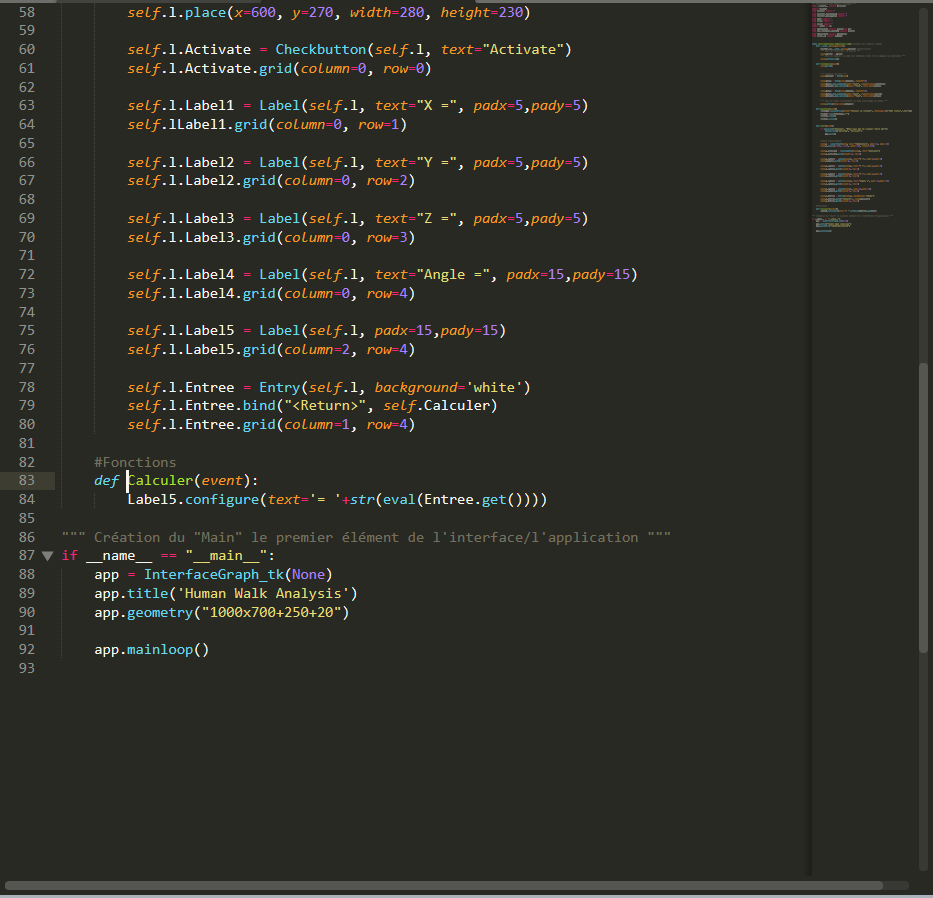 58 self.l.place(x=600, y=270, width=280, height=230)
59
60 self.l.Activate = Checkbutton(self.l, text="Activate")
61 self.l.Activate.grid(column=0, row=0)
62
63 self.l.Label1 = Label(self.l, text="X =", padx=5,pady=5)
64 self.lLabel1.grid(column=0, row=1)
65
66 self.l.Label2 = Label(self.l, text="Y =", padx=5,pady=5)
67 self.l.Label2.grid(column=0, row=2)
68
69 self.l.Label3 = Label(self.l, text="Z =", padx=5,pady=5)
70 self.l.Label3.grid(column=0, row=3)
71
72 self.l.Label4 = Label(self.l, text="Angle =", padx=15,pady=15)
73 self.l.Label4.grid(column=0, row=4)
74
75 self.l.Label5 = Label(self.l, padx=15,pady=15)
76 self.l.Label5.grid(column=2, row=4)
77
78 self.l.Entree = Entry(self.l, background='white')
79 self.l.Entree.bind("<Return>", self.Calculer)
80 self.l.Entree.grid(column=1, row=4)
81
82 #Fonctions
83 def Calculer(event):
84 Label5.configure(text='= '+str(eval(Entree.get())))
85
86 """ Création du "Main" le premier élément de l'interface/l'application """
87 if __name__ == "__main__":
88 app = InterfaceGraph_tk(None)
89 app.title('Human Walk Analysis')
90 app.geometry("1000x700+250+20")
91
92 app.mainloop()
93